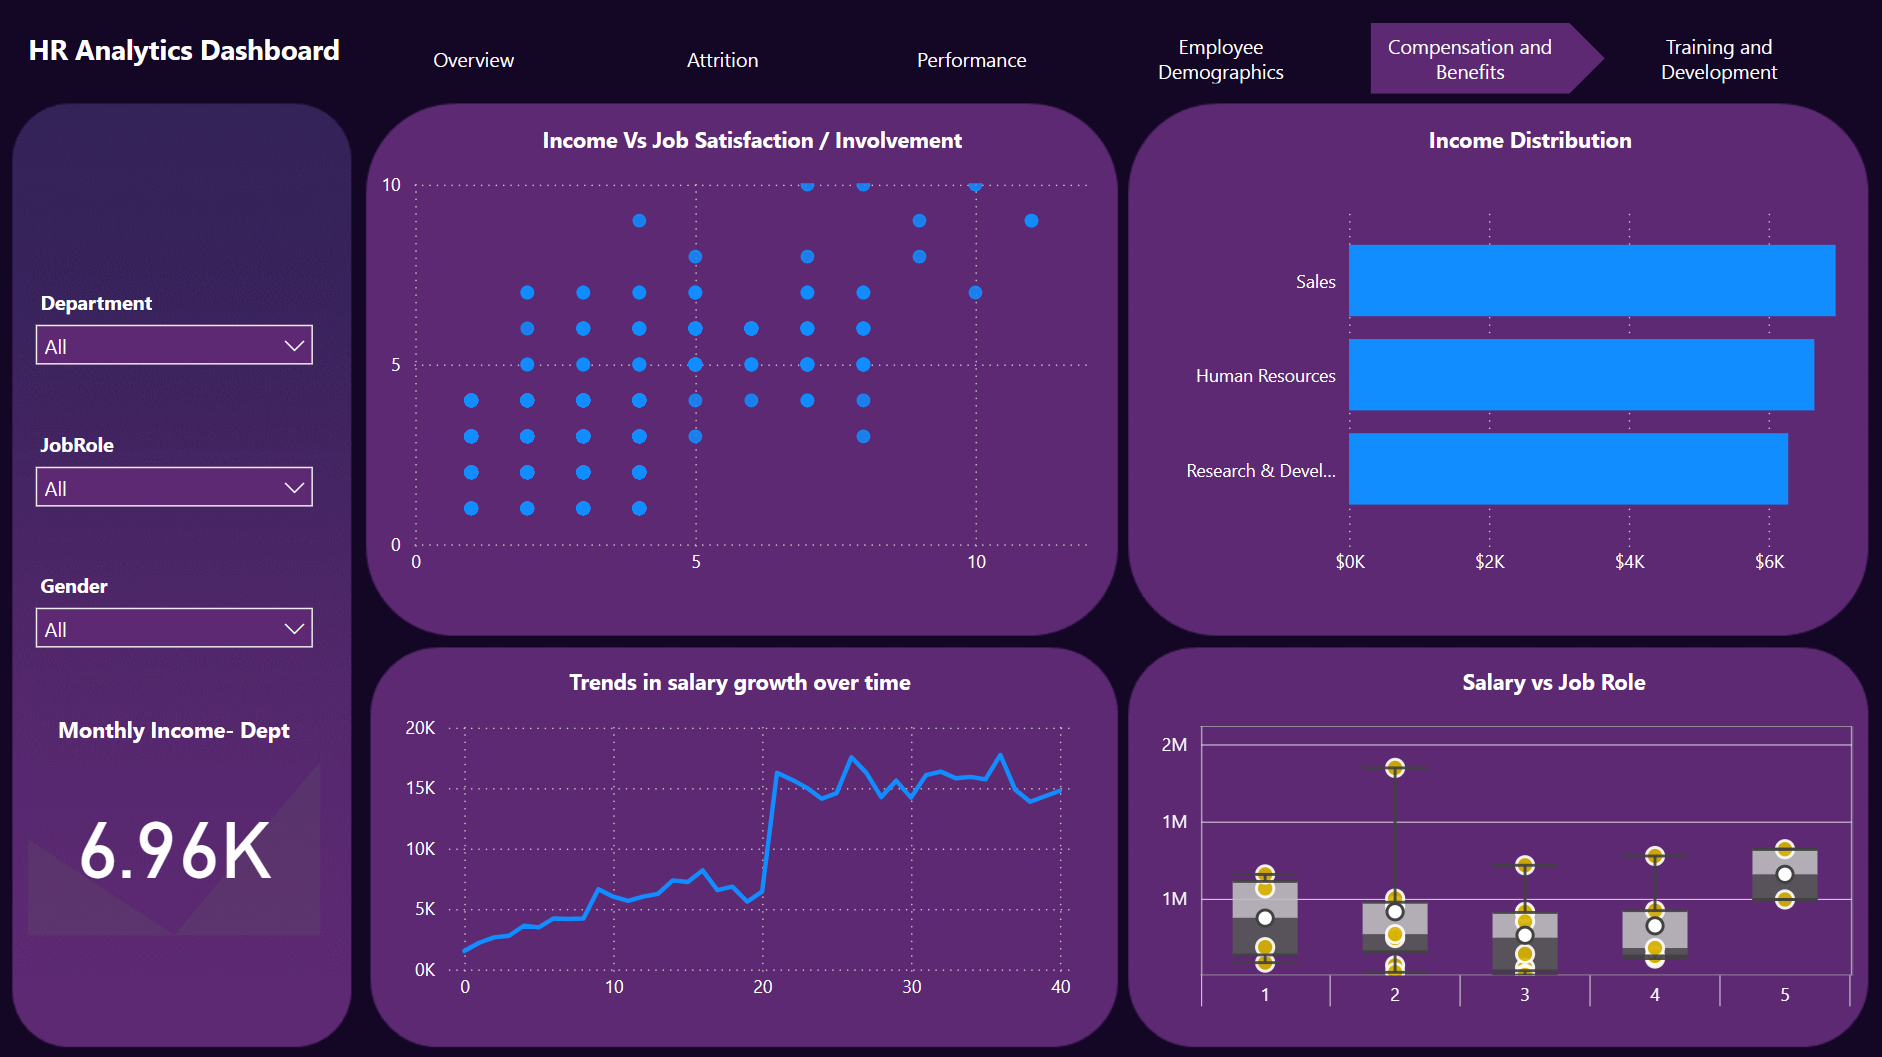 HR Analytics Dashboard
Overview
Attrition
Performance
Employee
Demographics
Compensation and
Benefits
Training and
Development
Department
All
JobRole
All
Gender
All
Monthly Income- Dept
6.96K
Income Vs Job Satisfaction / Involvement
10
5
0
0
5
10
Income Distribution
Sales
Human Resources
Research & Devel...
$0K
$2K
$4K
$6K
Trends in salary growth over time
20K
15K
10K
5K
0K
0
10
20
30
40
Salary vs Job Role
2M
1M
1M
1
2
3
4
5